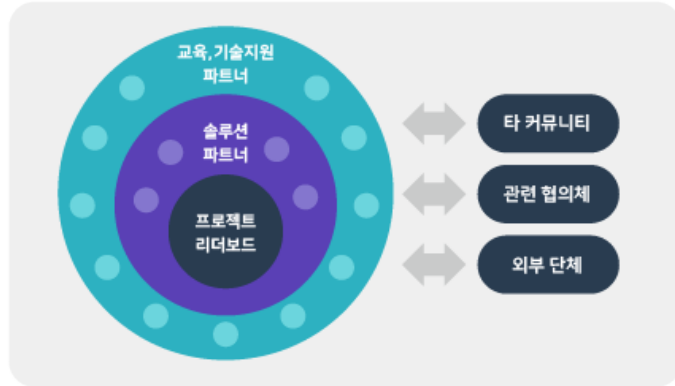 교육,기술지원
파트너
솔루션
파트너
프로젝트
리더보드
타 커뮤니티
관련 협의체
외부 단체